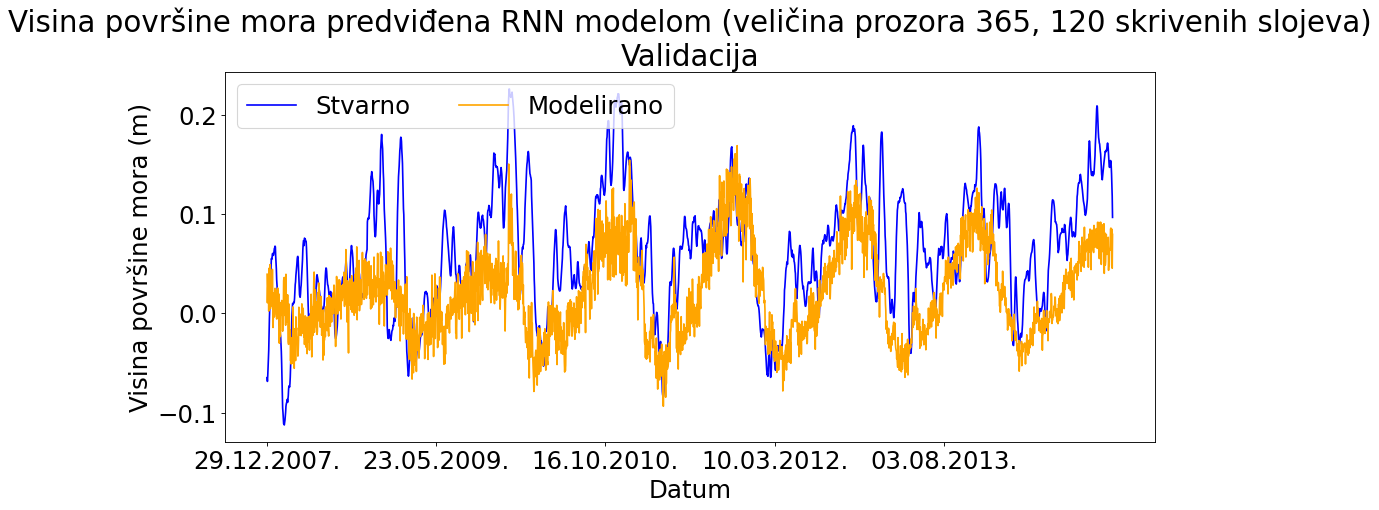 Visina površine mora predviđena RNN modelom (veličina prozora 365, 120 skrivenih slojeva)
Validacija
Stvarno
Modelirano
Visina površine mora (m)
0.2
0.1
0.0
−0.1
29.12.2007.
23.05.2009.
16.10.2010.
10.03.2012.
03.08.2013.
Datum